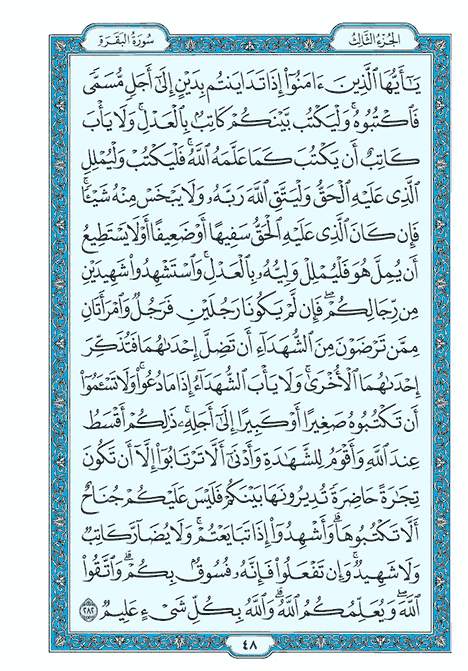 الجزء الثالث
سورة البقرة
يَٰٓأَيُّهَا ٱلَّذِينَ ءَامَنُوٓا۟ إِذَا تَدَايَنتُم بِدَيْنٍ إِلَىٰٓ أَجَلٍ مُّسَمًّى
فَٱكْتُبُوهُ ۚ وَلْيَكْتُب بَّيْنَكُمْ كَاتِبٌۢ بِٱلْعَدْلِ ۚ وَلَا يَأْبَ
كَاتِبٌ أَن يَكْتُبَ كَمَا عَلَّمَهُ ٱللَّهُ ۚ فَلْيَكْتُبْ وَلْيُمْلِلِ
ٱلَّذِى عَلَيْهِ ٱلْحَقُّ وَلْيَتَّقِ ٱللَّهَ رَبَّهُۥ وَلَا يَبْخَسْ مِنْهُ شَيْـًٔا ۚ
فَإِن كَانَ ٱلَّذِى عَلَيْهِ ٱلْحَقُّ سَفِيهًا أَوْ ضَعِيفًا أَوْ لَا يَسْتَطِيعُ
أَن يُمِلَّ هُوَ فَلْيُمْلِلْ وَلِيُّهُۥ بِٱلْعَدْلِ ۚ وَٱسْتَشْهِدُوا۟ شَهِيدَيْنِ
مِن رِّجَالِكُمْ ۖ فَإِن لَّمْ يَكُونَا رَجُلَيْنِ فَرَجُلٌ وَٱمْرَأَتَانِ
مِمَّن تَرْضَوْنَ مِنَ ٱلشُّهَدَآءِ أَن تَضِلَّ إِحْدَىٰهُمَا فَتُذَكِّرَ
إِحْدَىٰهُمَا ٱلْأُخْرَىٰ ۚ وَلَا يَأْبَ ٱلشُّهَدَآءُ إِذَا مَا دُعُوا۟ ۚ وَلَا تَسْـَٔمُوٓا۟
أَن تَكْتُبُوهُ صَغِيرًا أَوْ كَبِيرًا إِلَىٰٓ أَجَلِهِۦ ۚ ذَٰلِكُمْ أَقْسَطُ
عِندَ ٱللَّهِ وَأَقْوَمُ لِلشَّهَٰدَةِ وَأَدْنَىٰٓ أَلَّا تَرْتَابُوٓا۟ ۖ إِلَّآ أَن تَكُونَ
تِجَٰرَةً حَاضِرَةً تُدِيرُونَهَا بَيْنَكُمْ فَلَيْسَ عَلَيْكُمْ جُنَاحٌ
أَلَّا تَكْتُبُوهَا ۗ وَأَشْهِدُوٓا۟ إِذَا تَبَايَعْتُمْ ۚ وَلَا يُضَآرَّ كَاتِبٌ
وَلَا شَهِيدٌ ۚ وَإِن تَفْعَلُوا۟ فَإِنَّهُۥ فُسُوقٌۢ بِكُمْ ۗ وَٱتَّقُوا۟
ٱللَّهَ ۖ وَيُعَلِّمُكُمُ ٱللَّهُ ۗ وَٱللَّهُ بِكُلِّ شَىْءٍ عَلِيمٌ ٢٨٢
٤٨